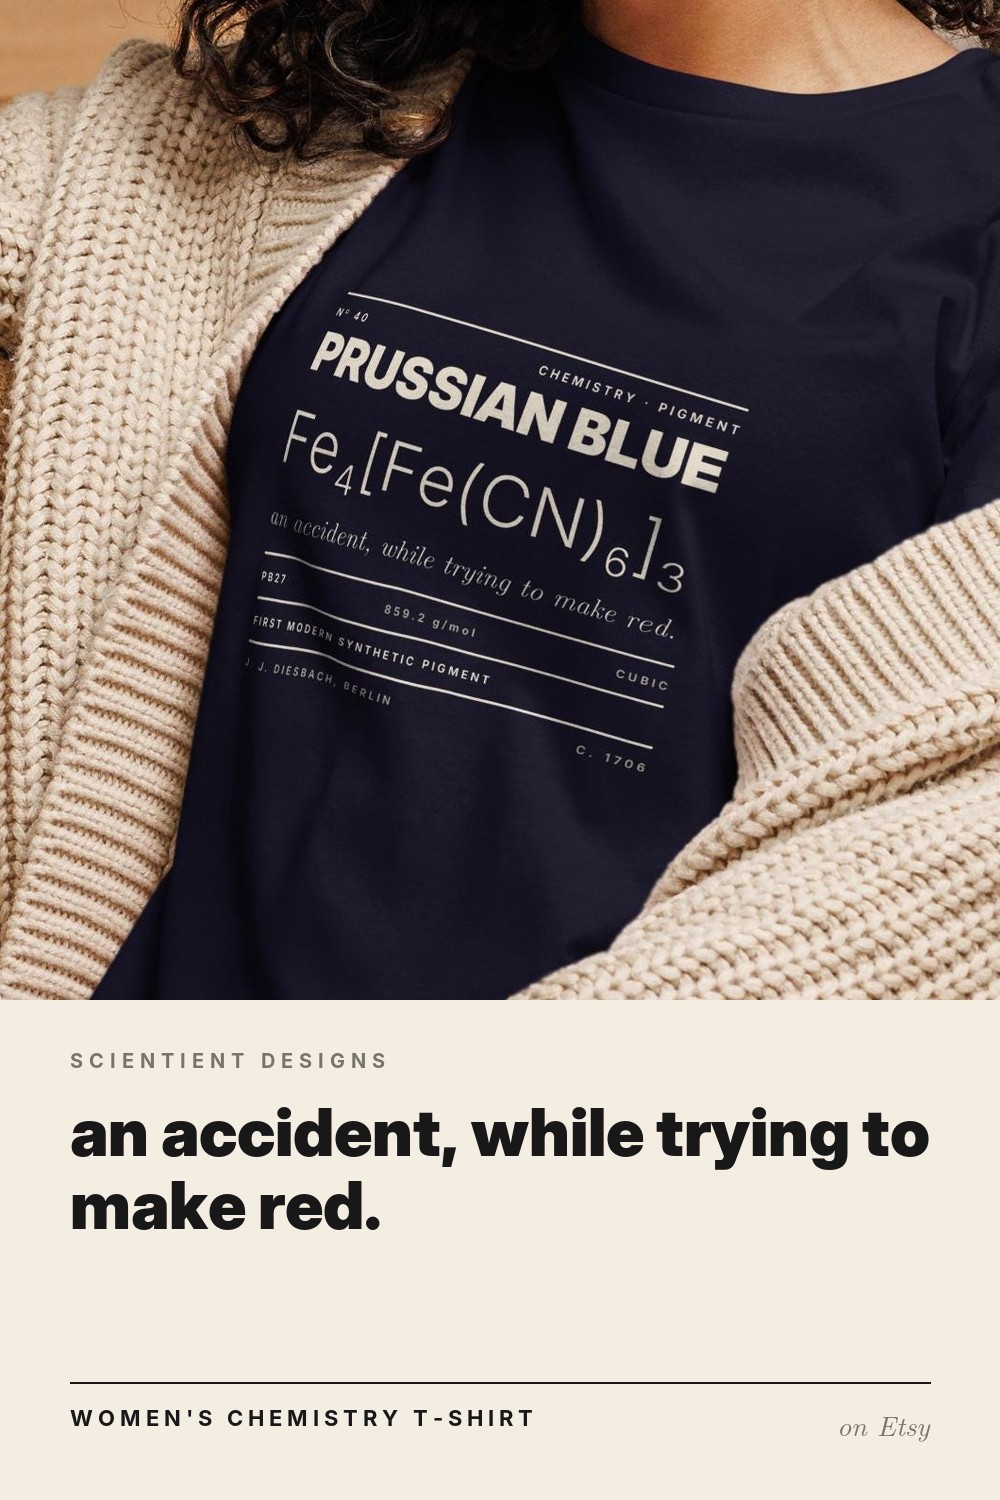 Nº 40
CHEMISTRY · PIGMENT
PRUSSIAN BLUE
Fe₄[Fe(CN)₆]₃
an accident, while trying to make red.
PB27 859.2 g/mol CUBIC
FIRST MODERN SYNTHETIC PIGMENT
J. J. DIESBACH, BERLIN C. 1706
SCIENTIENT DESIGNS
an accident, while trying to
make red.
WOMEN'S CHEMISTRY T-SHIRT
on Etsy